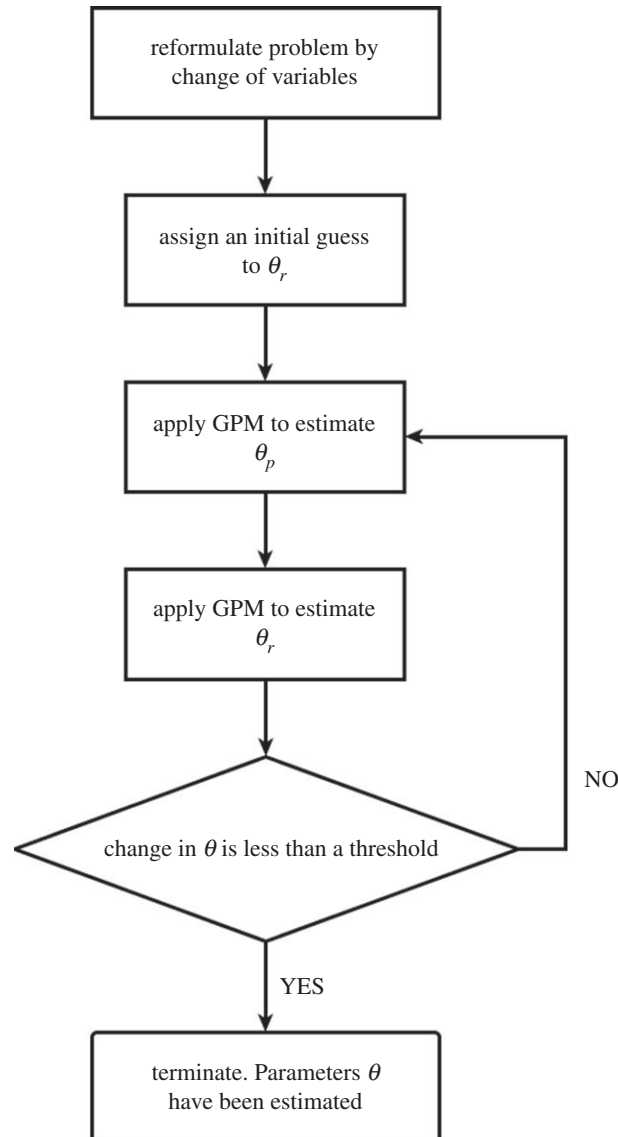 reformulate problem by
change of variables
assign an initial guess
to θr
apply GPM to estimate
θp
apply GPM to estimate
θr
change in θ is less than a threshold
NO
YES
terminate. Parameters θ
have been estimated